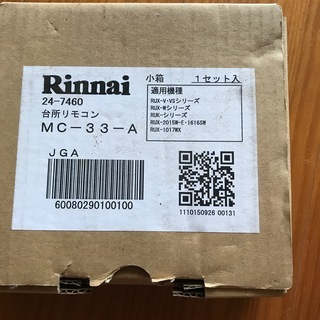 Rinnai
小箱 1セット入
24-7460
台所リモコン
MC-33-A
適用機種
RUX-V・VSシリーズ
RUX-Wシリーズ
RUK-シリーズ
RUX-2015W-E・1616SW
RUX-1017WX
JGA
60080290100100
1110150926 00131